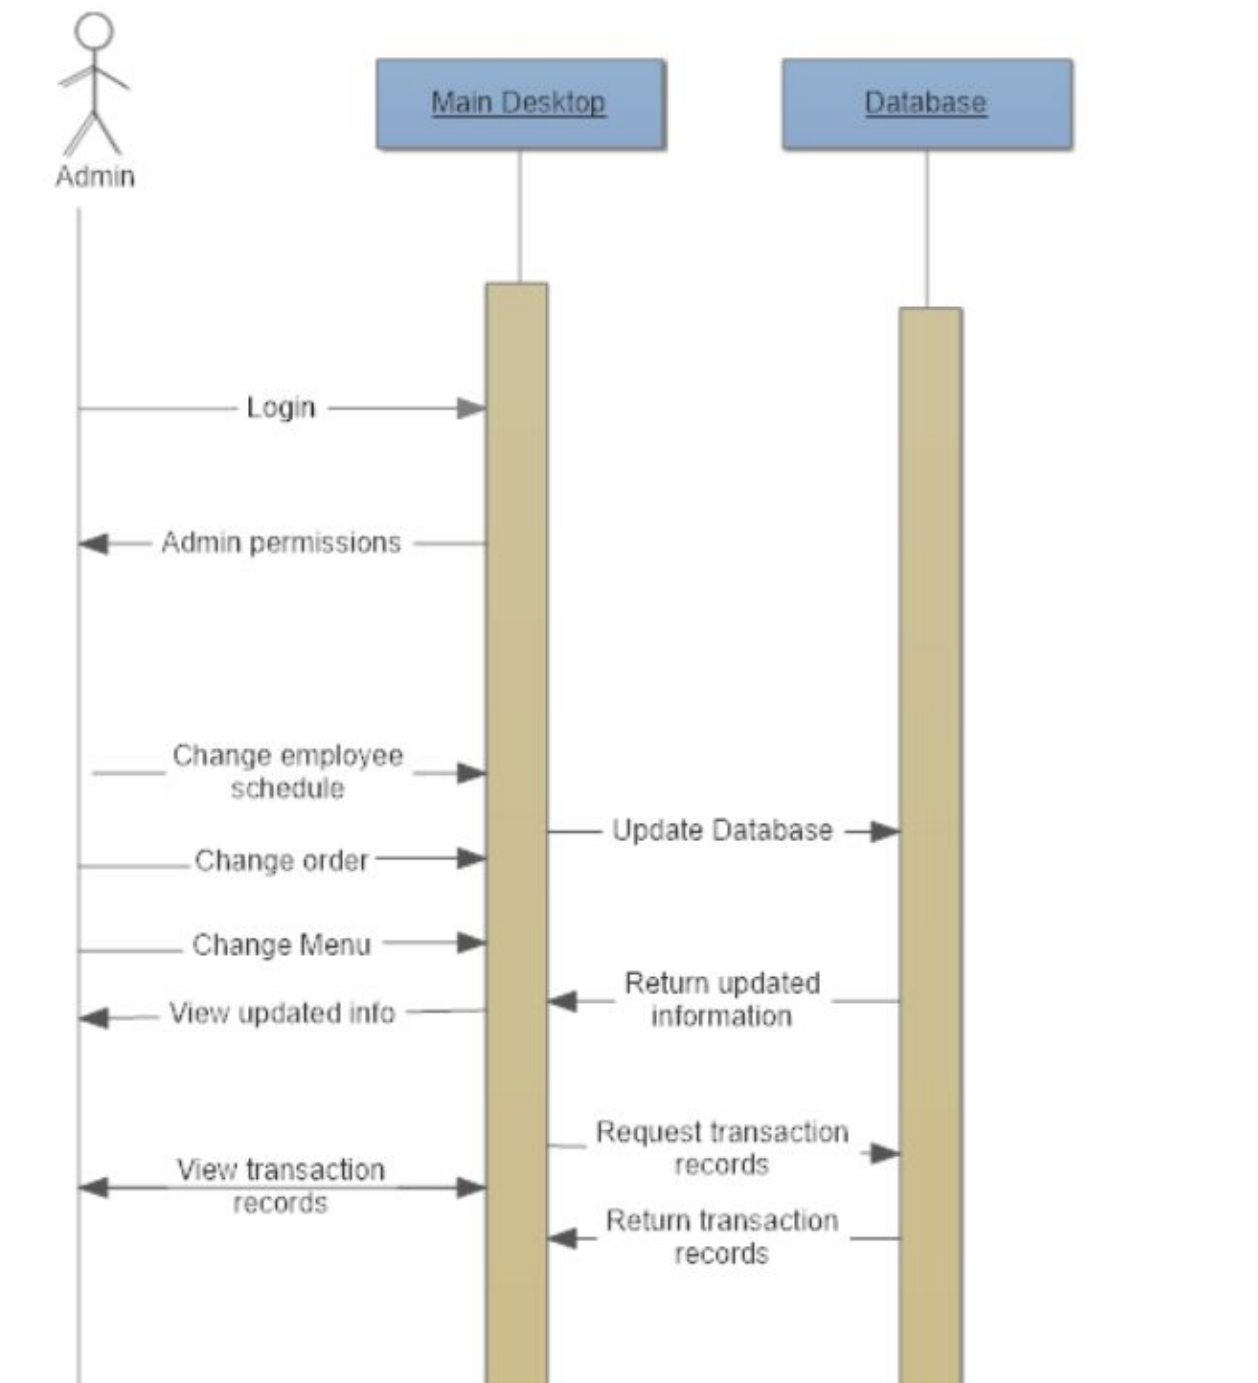 Main Desktop
Database
Admin
Login
Admin permissions
Change employee
schedule
Update Database
Change order
Change Menu
Return updated
information
View updated info
Request transaction
records
View transaction
records
Return transaction
records